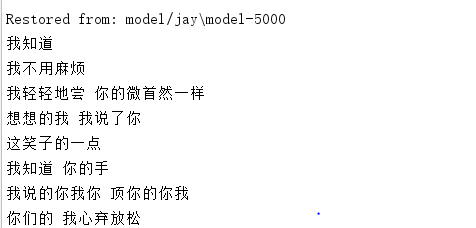 Restored from: model/jay\model-5000
我知道
我不用麻烦
我轻轻地尝 你的微首然一样
想想的我 我说了你
这笑子的一点
我知道 你的手
我说的你我你 顶你的你我
你们的 我心弃放松